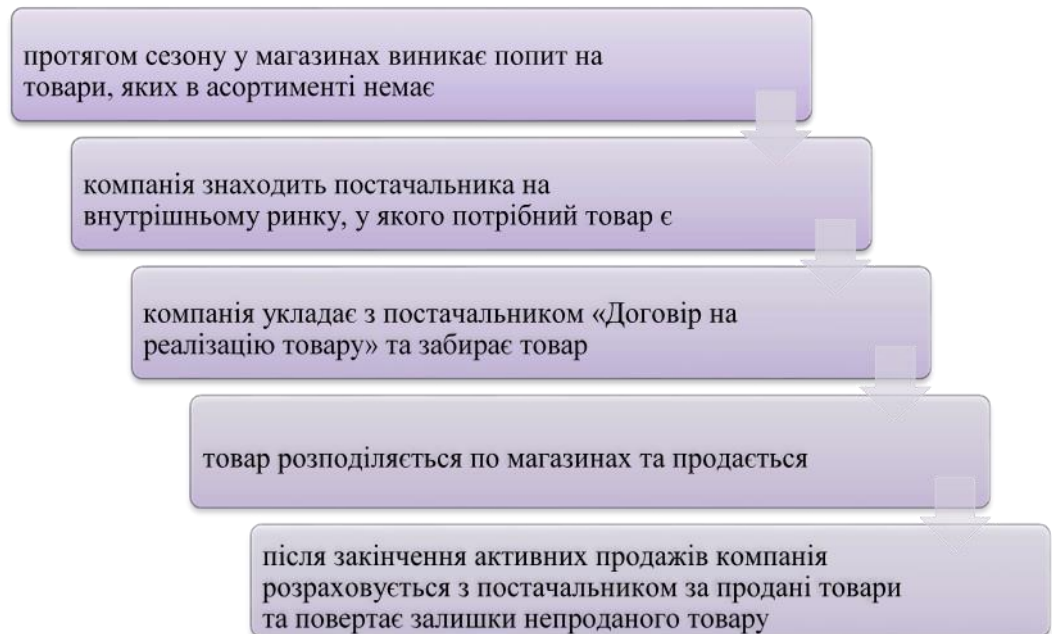 протягом сезону у магазинах виникає попит на
товари, яких в асортименті немає
компанія знаходить постачальника на
внутрішньому ринку, у якого потрібний товар є
компанія укладає з постачальником «Договір на
реалізацію товару» та забирає товар
товар розподіляється по магазинах та продається
після закінчення активних продажів компанія
розраховується з постачальником за продані товари
та повертає залишки непроданого товару